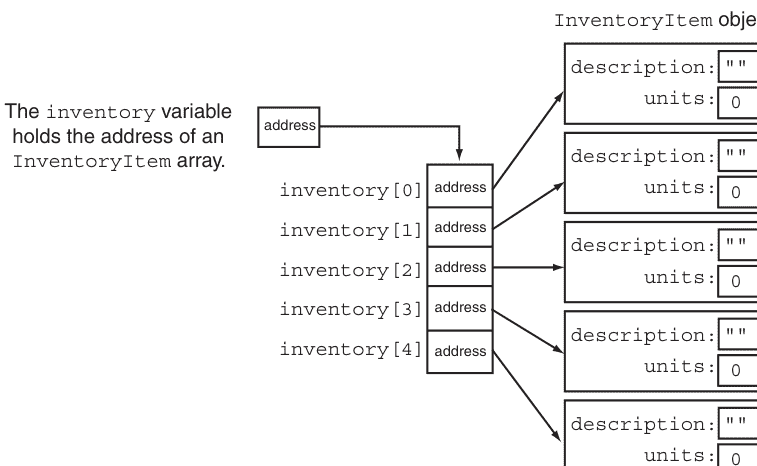 InventoryItem obje
description: ""
units: 0
The inventory variable
holds the address of an
InventoryItem array.
address
description: ""
units: 0
inventory[0] address
inventory[1] address
inventory[2] address
inventory[3] address
inventory[4] address
description: ""
units: 0
description: ""
units: 0
description: ""
units: 0